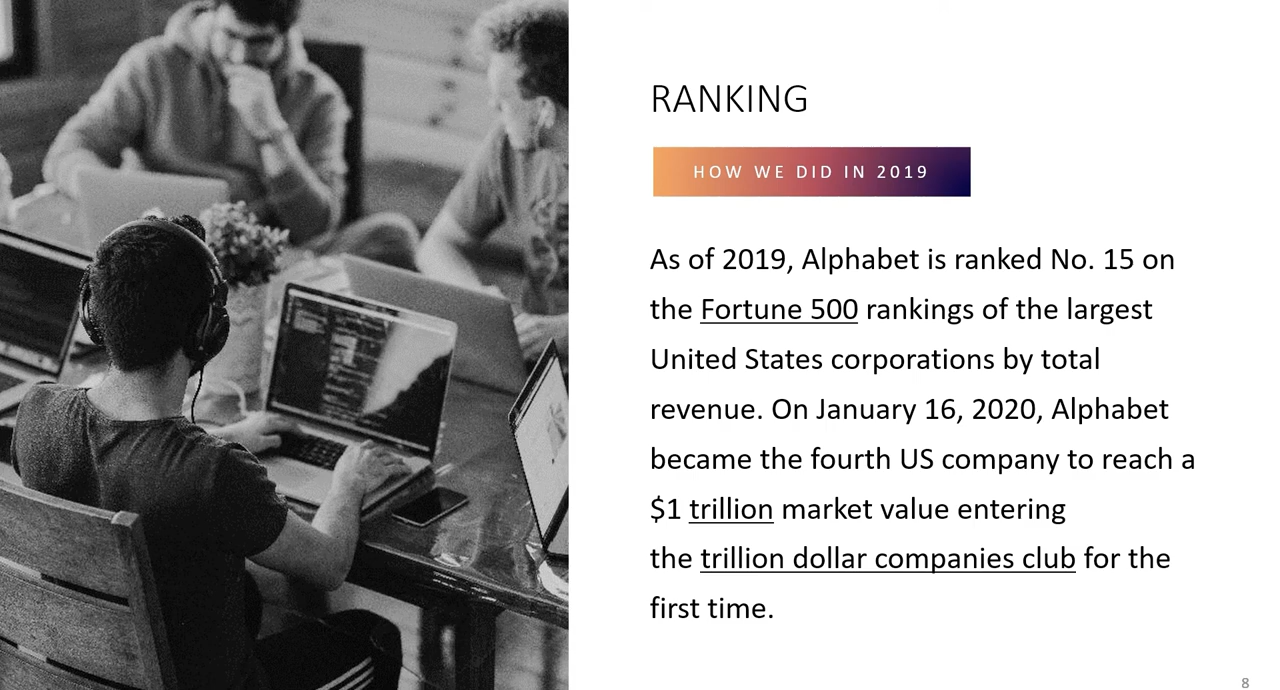 RANKING
HOW WE DID IN 2019
As of 2019, Alphabet is ranked No. 15 on
the Fortune 500 rankings of the largest
United States corporations by total
revenue. On January 16, 2020, Alphabet
became the fourth US company to reach a
$1 trillion market value entering
the trillion dollar companies club for the
first time.
8